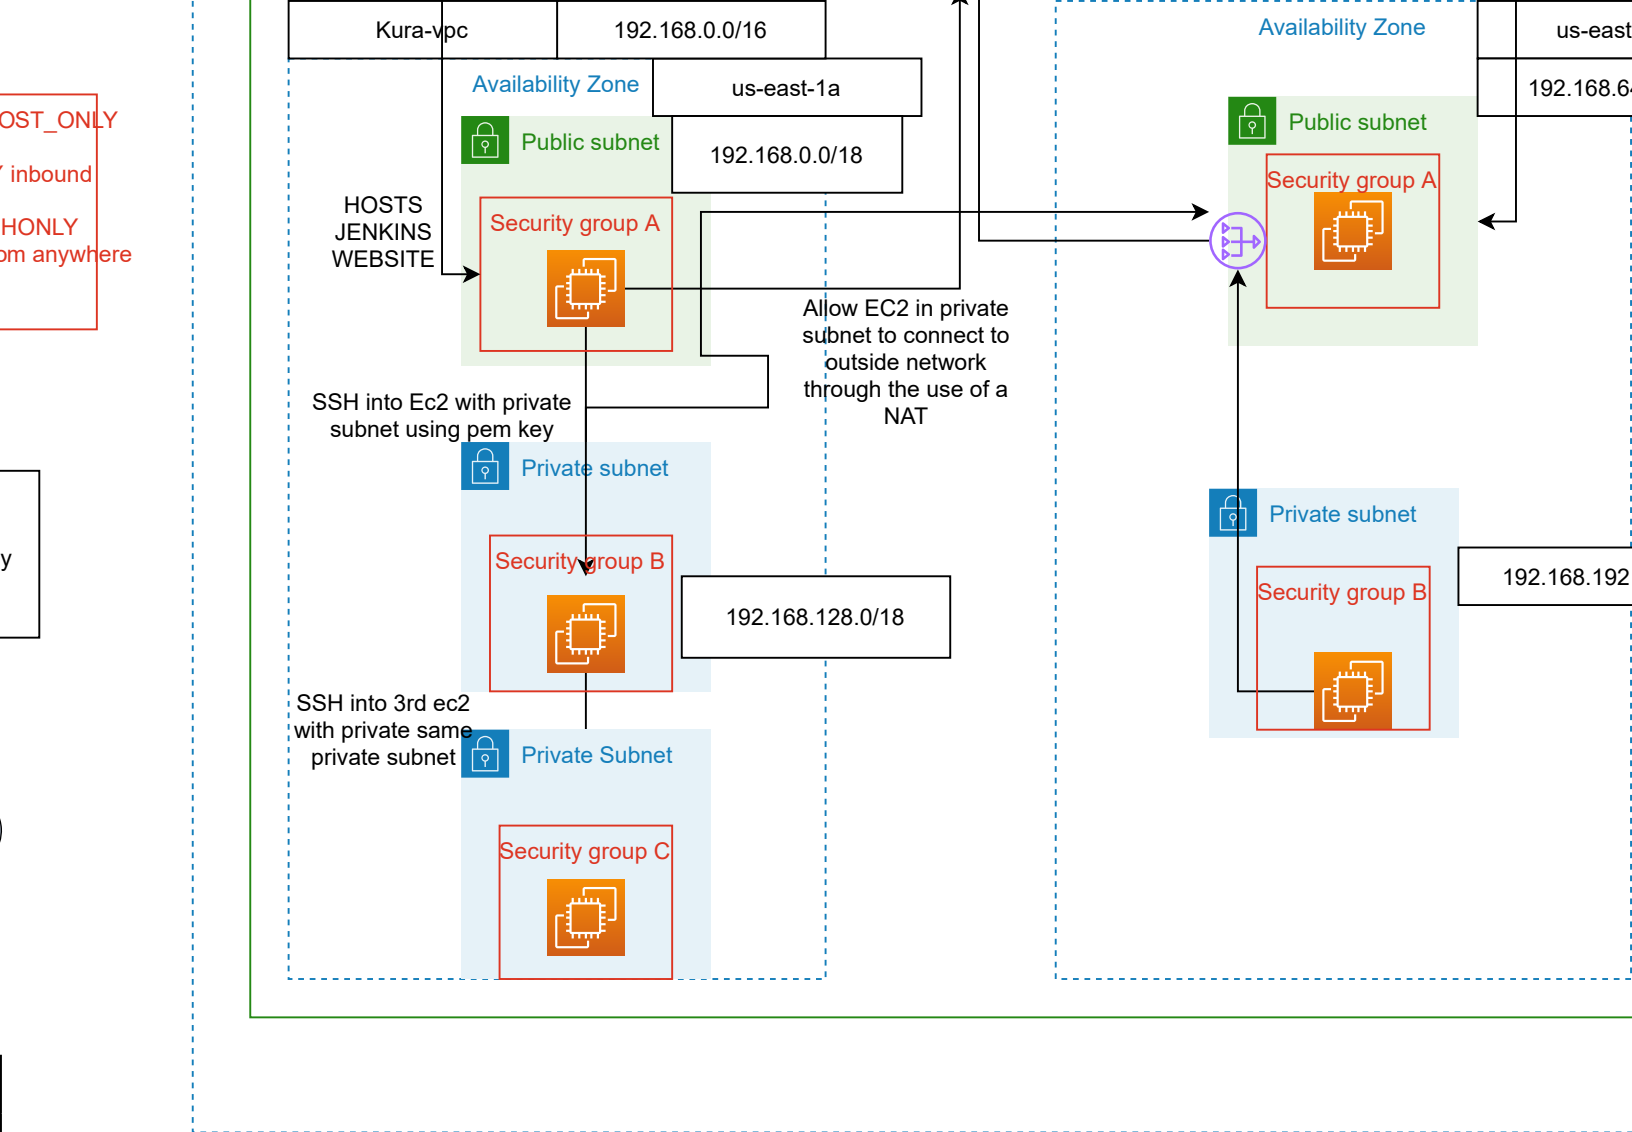 Kura-vpc
192.168.0.0/16
Availability Zone
us-east-1a
Public subnet
192.168.0.0/18
HOSTS
JENKINS
WEBSITE
Security group A
Allow EC2 in private
subnet to connect to
outside network
through the use of a
NAT
SSH into Ec2 with private
subnet using pem key
Private subnet
Security group B
192.168.128.0/18
SSH into 3rd ec2
with private same
private subnet
Private Subnet
Security group C
Availability Zone
us-east
192.168.6
Public subnet
Security group A
Private subnet
192.168.192
Security group B
OST_ONLY
inbound
HONLY
om anywhere
y